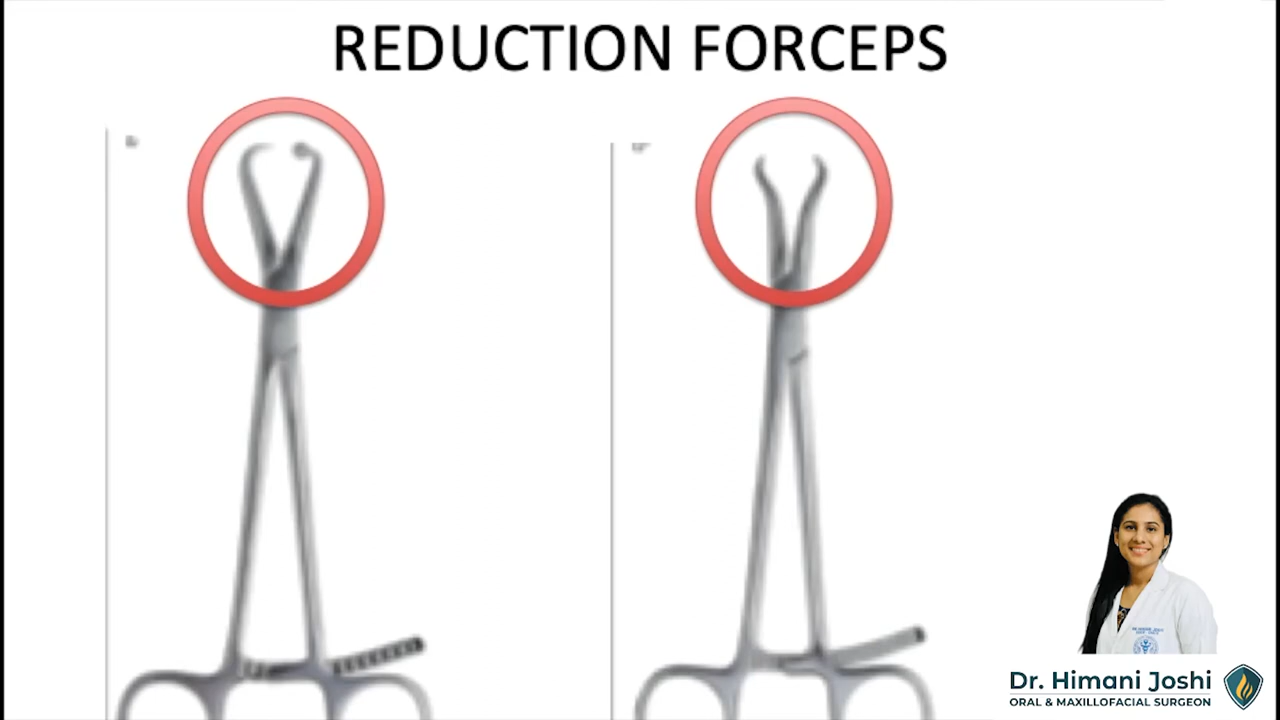 REDUCTION FORCEPS
Dr. Himani Joshi
ORAL & MAXILLOFACIAL SURGEON